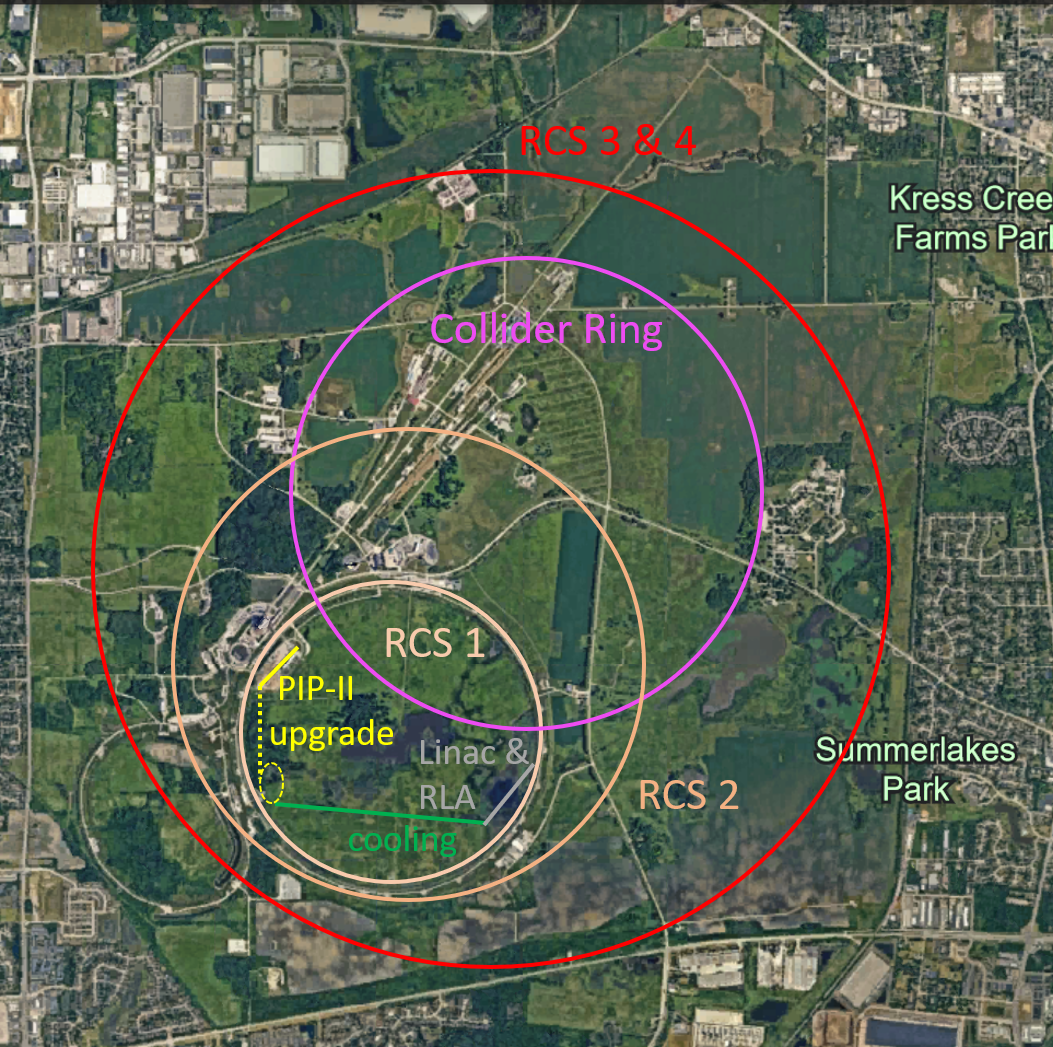 RCS 3 & 4
Kress Cree
Farms Parl
Collider Ring
RCS 1
PIP-II
upgrade
Linac &
RLA
cooling
RCS 2
Summerlakes
Park